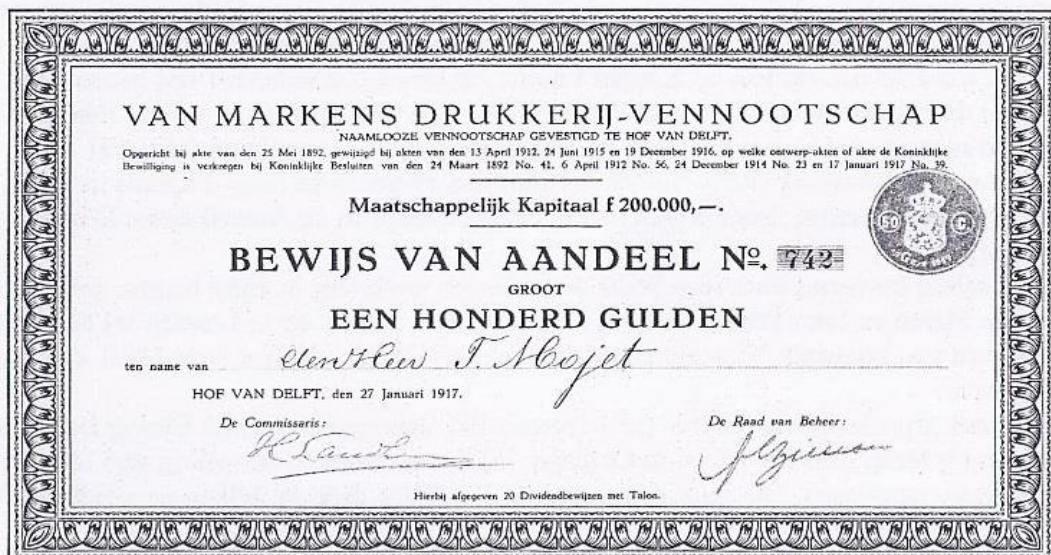 VAN MARKENS DRUKKERIJ-VENNOOTSCHAP
NAAMLOOZE VENNOOTSCHAP GEVESTIGD TE HOF VAN DELFT,
Opgericht bij akte van den 25 Mei 1892, gewijzigd bij akten van den 13 April 1912, 24 Juni 1915 en 19 December 1916, op welke ontwerp-akten of akte de Koninklijke
Bewilliging is verkregen bij Koninklijke Besluiten van den 24 Maart 1892 No. 41, 6 April 1912 No. 56, 24 December 1914 No. 23 en 17 Januari 1917 No. 39.
Maatschappelijk Kapitaal f 200.000,—.
50 C
BEWIJS VAN AANDEEL No. 742
GROOT
EEN HONDERD GULDEN
ten name van den Heer T. Mojet
HOF VAN DELFT, den 27 Januari 1917.
De Commissaris: De Raad van Beheer:
Hierbij afgegeven 20 Dividendbewijzen met Talon.